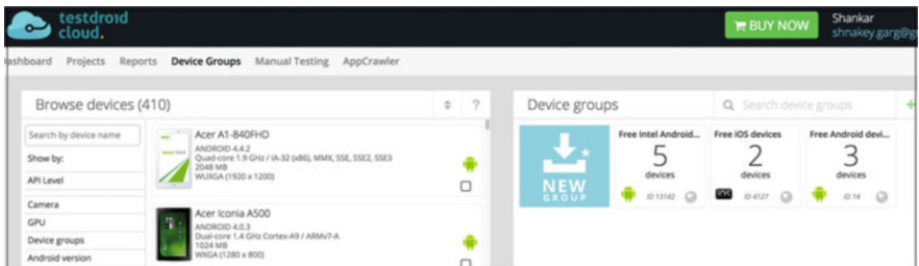 testdroid
cloud.
BUY NOW
Shankar
shnakey.garg@g
ashboard Projects Reports Device Groups Manual Testing AppCrawler
Browse devices (410)
?
Search by device name
Show by:
API Level
Camera
GPU
Device groups
Android version
Acer A1-840FHD
ANDROID 4.4.2
Quad-core 1.9 GHz / IA-32 (x86), MMX, SSE, SSE2, SSE3
2048 MB
WUXGA (1920 x 1200)
Acer Iconia A500
ANDROID 4.0.3
Dual-core 1.4 GHz Cortex-A9 / ARMv7-A
1024 MB
WXGA (1280 x 800)
Device groups
Search device groups
NEW
GROUP
Free Intel Android...
5
devices
ID 13142
Free iOS devices
2
devices
ID 4127
Free Android devi...
3
devices
ID 14